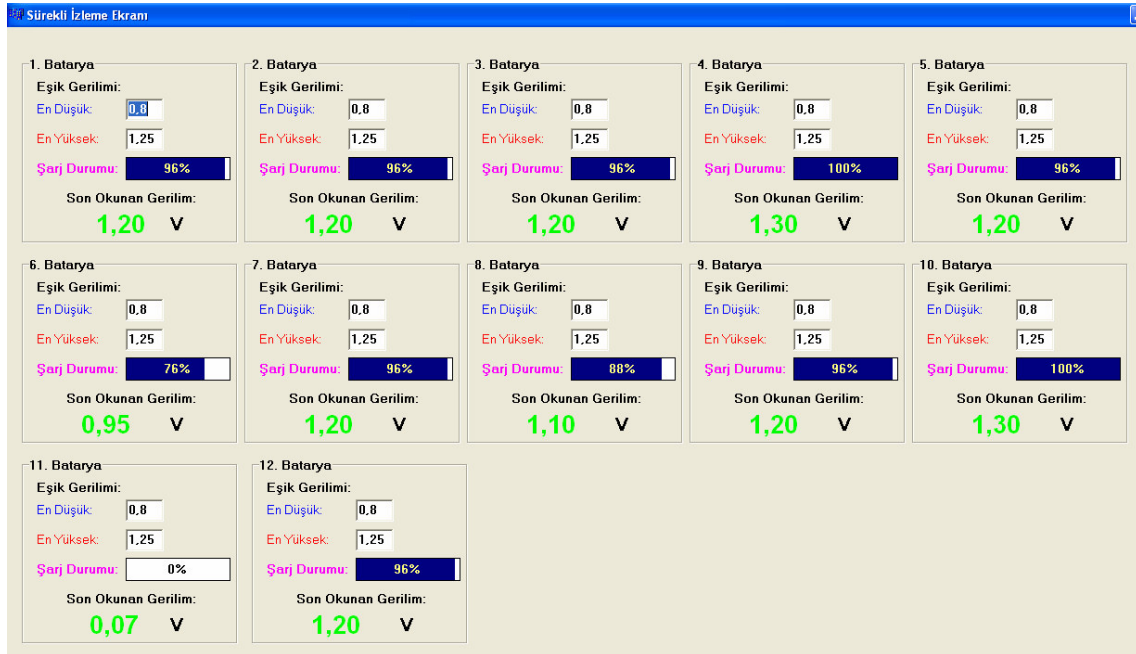 Sürekli İzleme Ekranı
1. Batarya
Eşik Gerilimi:
En Düşük: 0,8
En Yüksek: 1,25
Şarj Durumu: 96%
Son Okunan Gerilim:
1,20 V
2. Batarya
Eşik Gerilimi:
En Düşük: 0,8
En Yüksek: 1,25
Şarj Durumu: 96%
Son Okunan Gerilim:
1,20 V
3. Batarya
Eşik Gerilimi:
En Düşük: 0,8
En Yüksek: 1,25
Şarj Durumu: 96%
Son Okunan Gerilim:
1,20 V
4. Batarya
Eşik Gerilimi:
En Düşük: 0,8
En Yüksek: 1,25
Şarj Durumu: 100%
Son Okunan Gerilim:
1,30 V
5. Batarya
Eşik Gerilimi:
En Düşük: 0,8
En Yüksek: 1,25
Şarj Durumu: 96%
Son Okunan Gerilim:
1,20 V
6. Batarya
Eşik Gerilimi:
En Düşük: 0,8
En Yüksek: 1,25
Şarj Durumu: 76%
Son Okunan Gerilim:
0,95 V
7. Batarya
Eşik Gerilimi:
En Düşük: 0,8
En Yüksek: 1,25
Şarj Durumu: 96%
Son Okunan Gerilim:
1,20 V
8. Batarya
Eşik Gerilimi:
En Düşük: 0,8
En Yüksek: 1,25
Şarj Durumu: 88%
Son Okunan Gerilim:
1,10 V
9. Batarya
Eşik Gerilimi:
En Düşük: 0,8
En Yüksek: 1,25
Şarj Durumu: 96%
Son Okunan Gerilim:
1,20 V
10. Batarya
Eşik Gerilimi:
En Düşük: 0,8
En Yüksek: 1,25
Şarj Durumu: 100%
Son Okunan Gerilim:
1,30 V
11. Batarya
Eşik Gerilimi:
En Düşük: 0,8
En Yüksek: 1,25
Şarj Durumu: 0%
Son Okunan Gerilim:
0,07 V
12. Batarya
Eşik Gerilimi:
En Düşük: 0,8
En Yüksek: 1,25
Şarj Durumu: 96%
Son Okunan Gerilim:
1,20 V